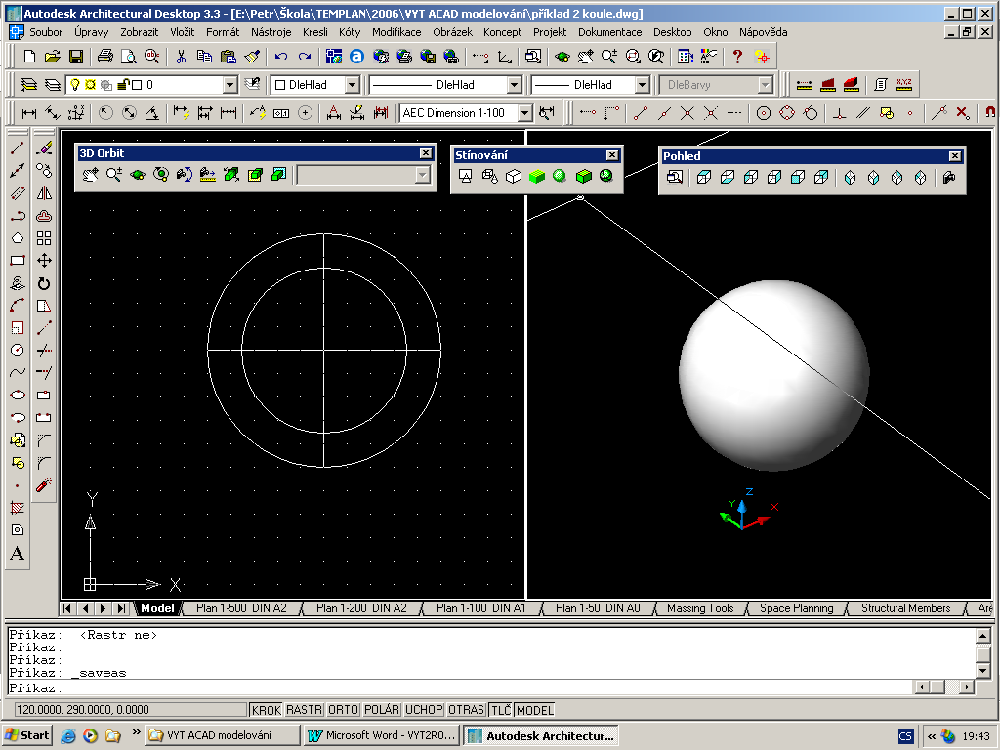 Autodesk Architectural Desktop 3.3 - [E:\Petr\Škola\TEMPLAN\2006\VYT ACAD modelování\příklad 2 koule.dwg]
Soubor Úpravy Zobrazit Vložit Formát Nástroje Kresli Kóty Modifikace Obrázek Koncept Projekt Dokumentace Desktop Okno Nápověda
0 DleHlad DleHlad DleHlad DleBarvy
AEC Dimension 1-100
3D Orbit
Stínování
Pohled
Y
X
Z
Y
X
A
Model Plan 1-500 DIN A2 Plan 1-200 DIN A2 Plan 1-100 DIN A1 Plan 1-50 DIN A0 Massing Tools Space Planning Structural Members Are
Příkaz: <Rastr ne>
Příkaz:
Příkaz:
Příkaz: _saveas
Příkaz:
120.0000, 290.0000, 0.0000 KROK RASTR ORTO POLÁR UCHOP OTRAS TLČ MODEL
Start VYT ACAD modelování Microsoft Word - VYT2R0... Autodesk Architectur... CS 19:43